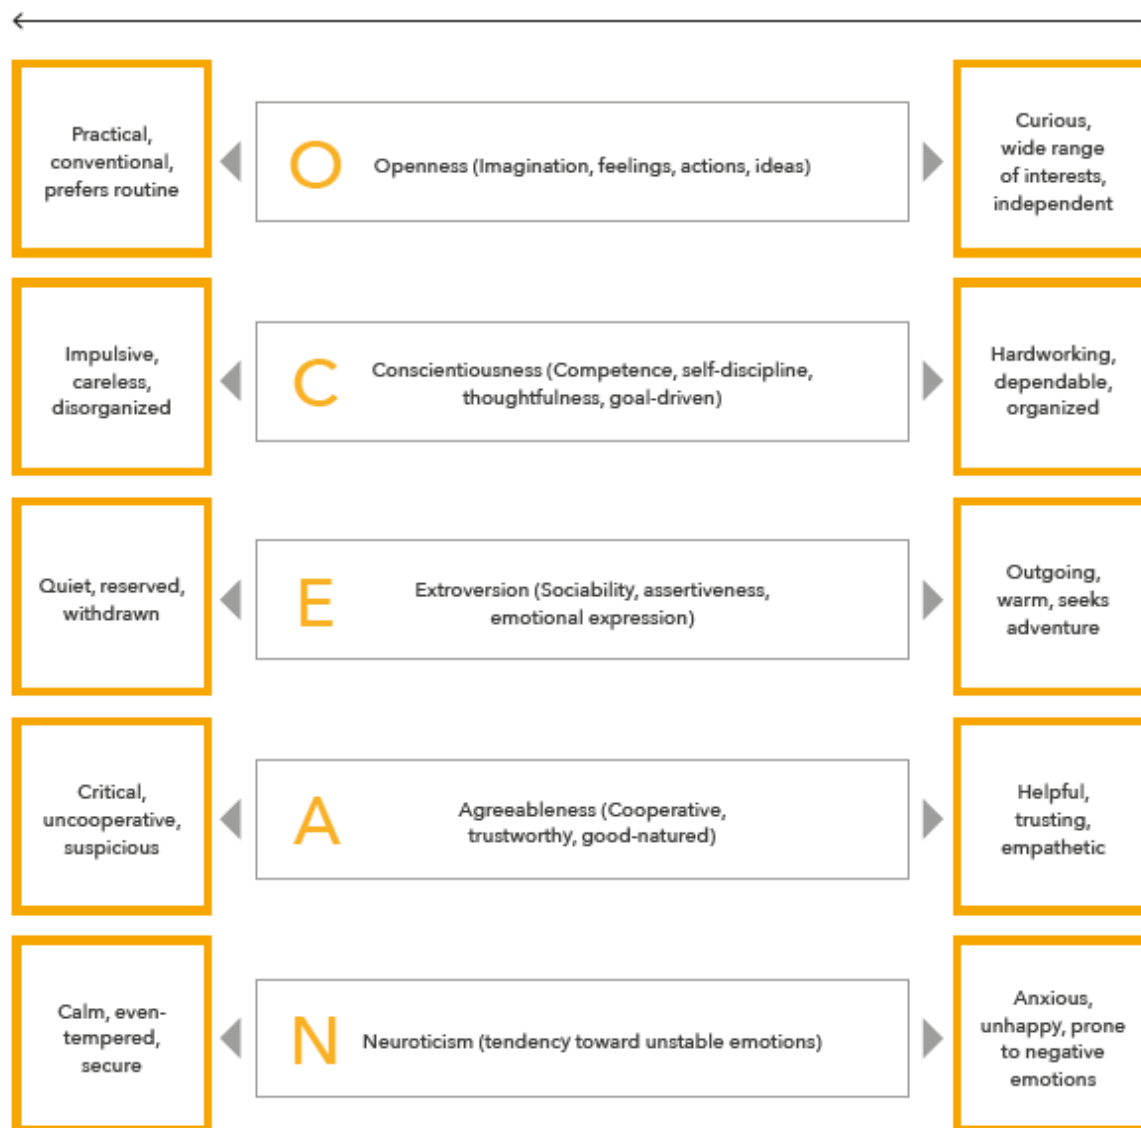 Practical,
conventional,
prefers routine
O
Openness (Imagination, feelings, actions, ideas)
Curious,
wide range
of interests,
independent
Impulsive,
careless,
disorganized
C
Conscientiousness (Competence, self-discipline,
thoughtfulness, goal-driven)
Hardworking,
dependable,
organized
Quiet, reserved,
withdrawn
E
Extroversion (Sociability, assertiveness,
emotional expression)
Outgoing,
warm, seeks
adventure
Critical,
uncooperative,
suspicious
A
Agreeableness (Cooperative,
trustworthy, good-natured)
Helpful,
trusting,
empathetic
Calm, even-
tempered,
secure
N
Neuroticism (tendency toward unstable emotions)
Anxious,
unhappy, prone
to negative
emotions